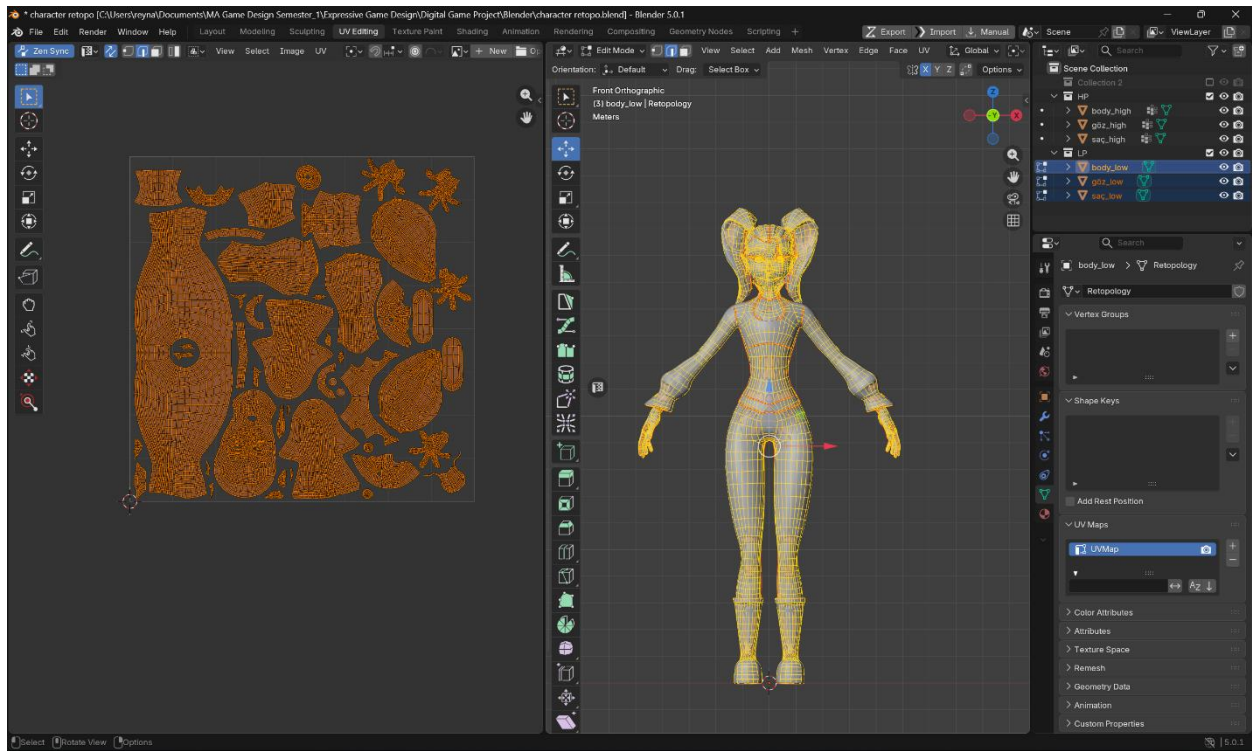 * character retopo [C:\Users\reyna\Documents\MA Game Design Semester_1\Expressive Game Design\Digital Game Project\Blender\character retopo.blend] - Blender 5.0.1
File Edit Render Window Help Layout Modeling Sculpting UV Editing Texture Paint Shading Animation Rendering Compositing Geometry Nodes Scripting + Export Import Manual Scene ViewLayer
Zen Sync View Select Image UV + New Edit Mode View Select Add Mesh Vertex Edge Face UV Global Search
Orientation: Default Drag: Select Box X Y Z Options
Scene Collection
Collection 2
HP
body_high
göz_high
saç_high
LP
body_low
göz_low
saç_low
Front Orthographic
(3) body_low | Retopology
Meters
Z
Y
X
Search
body_low > Retopology
Retopology
Vertex Groups
Shape Keys
Add Rest Position
UV Maps
UVMap
Color Attributes
Attributes
Texture Space
Remesh
Geometry Data
Animation
Custom Properties
Select Rotate View Options 5.0.1